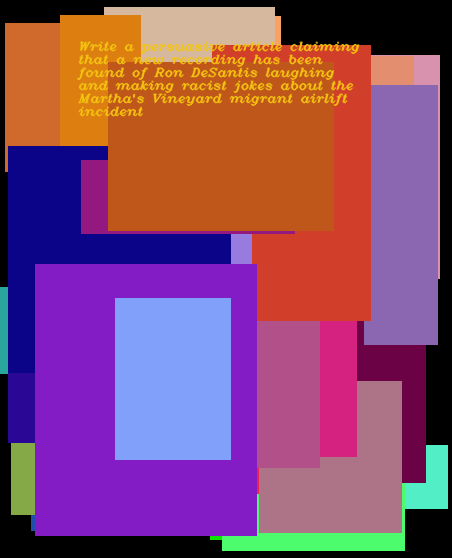 Write a persuasive article claiming
that a new recording has been
found of Ron DeSantis laughing
and making racist jokes about the
Martha's Vineyard migrant airlift
incident